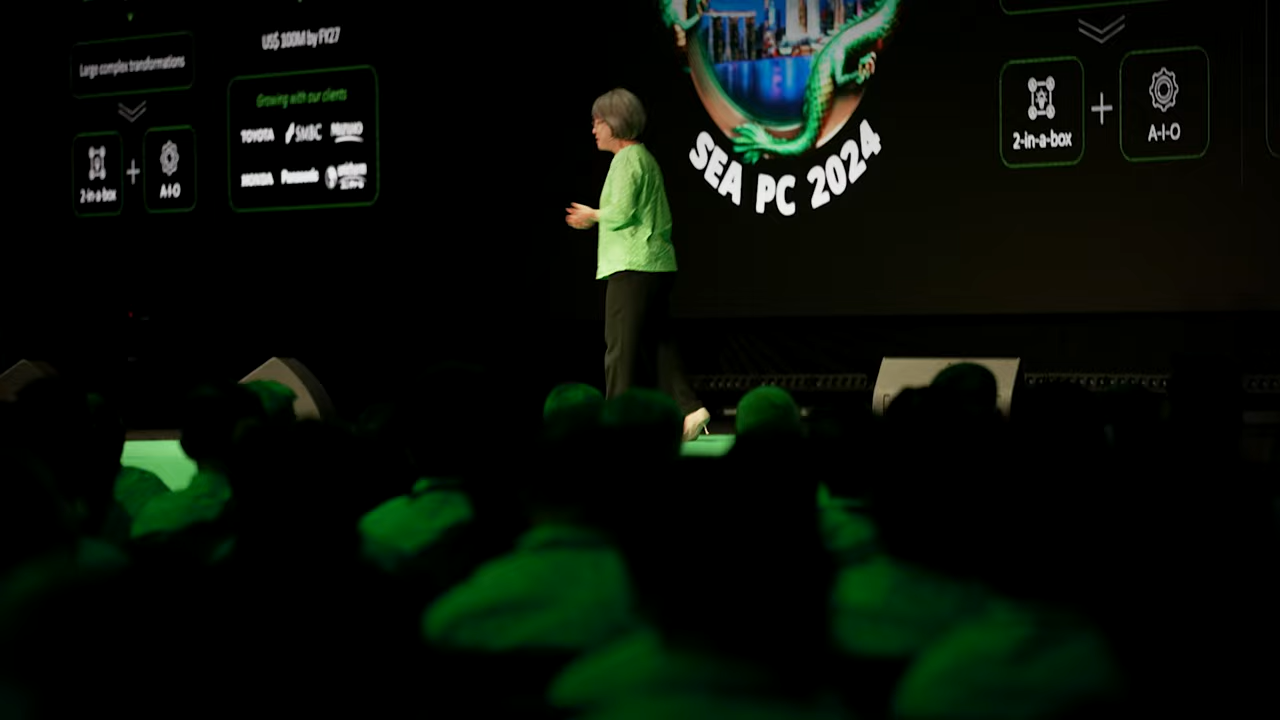 Large complex transformations
2-in-a-box
+
A-I-O
US$ 100M by FY27
Growing with our clients
TOYOTA SMBC MIZUHO
HONDA Panasonic
SEA PC 2024
2-in-a-box
+
A-I-O